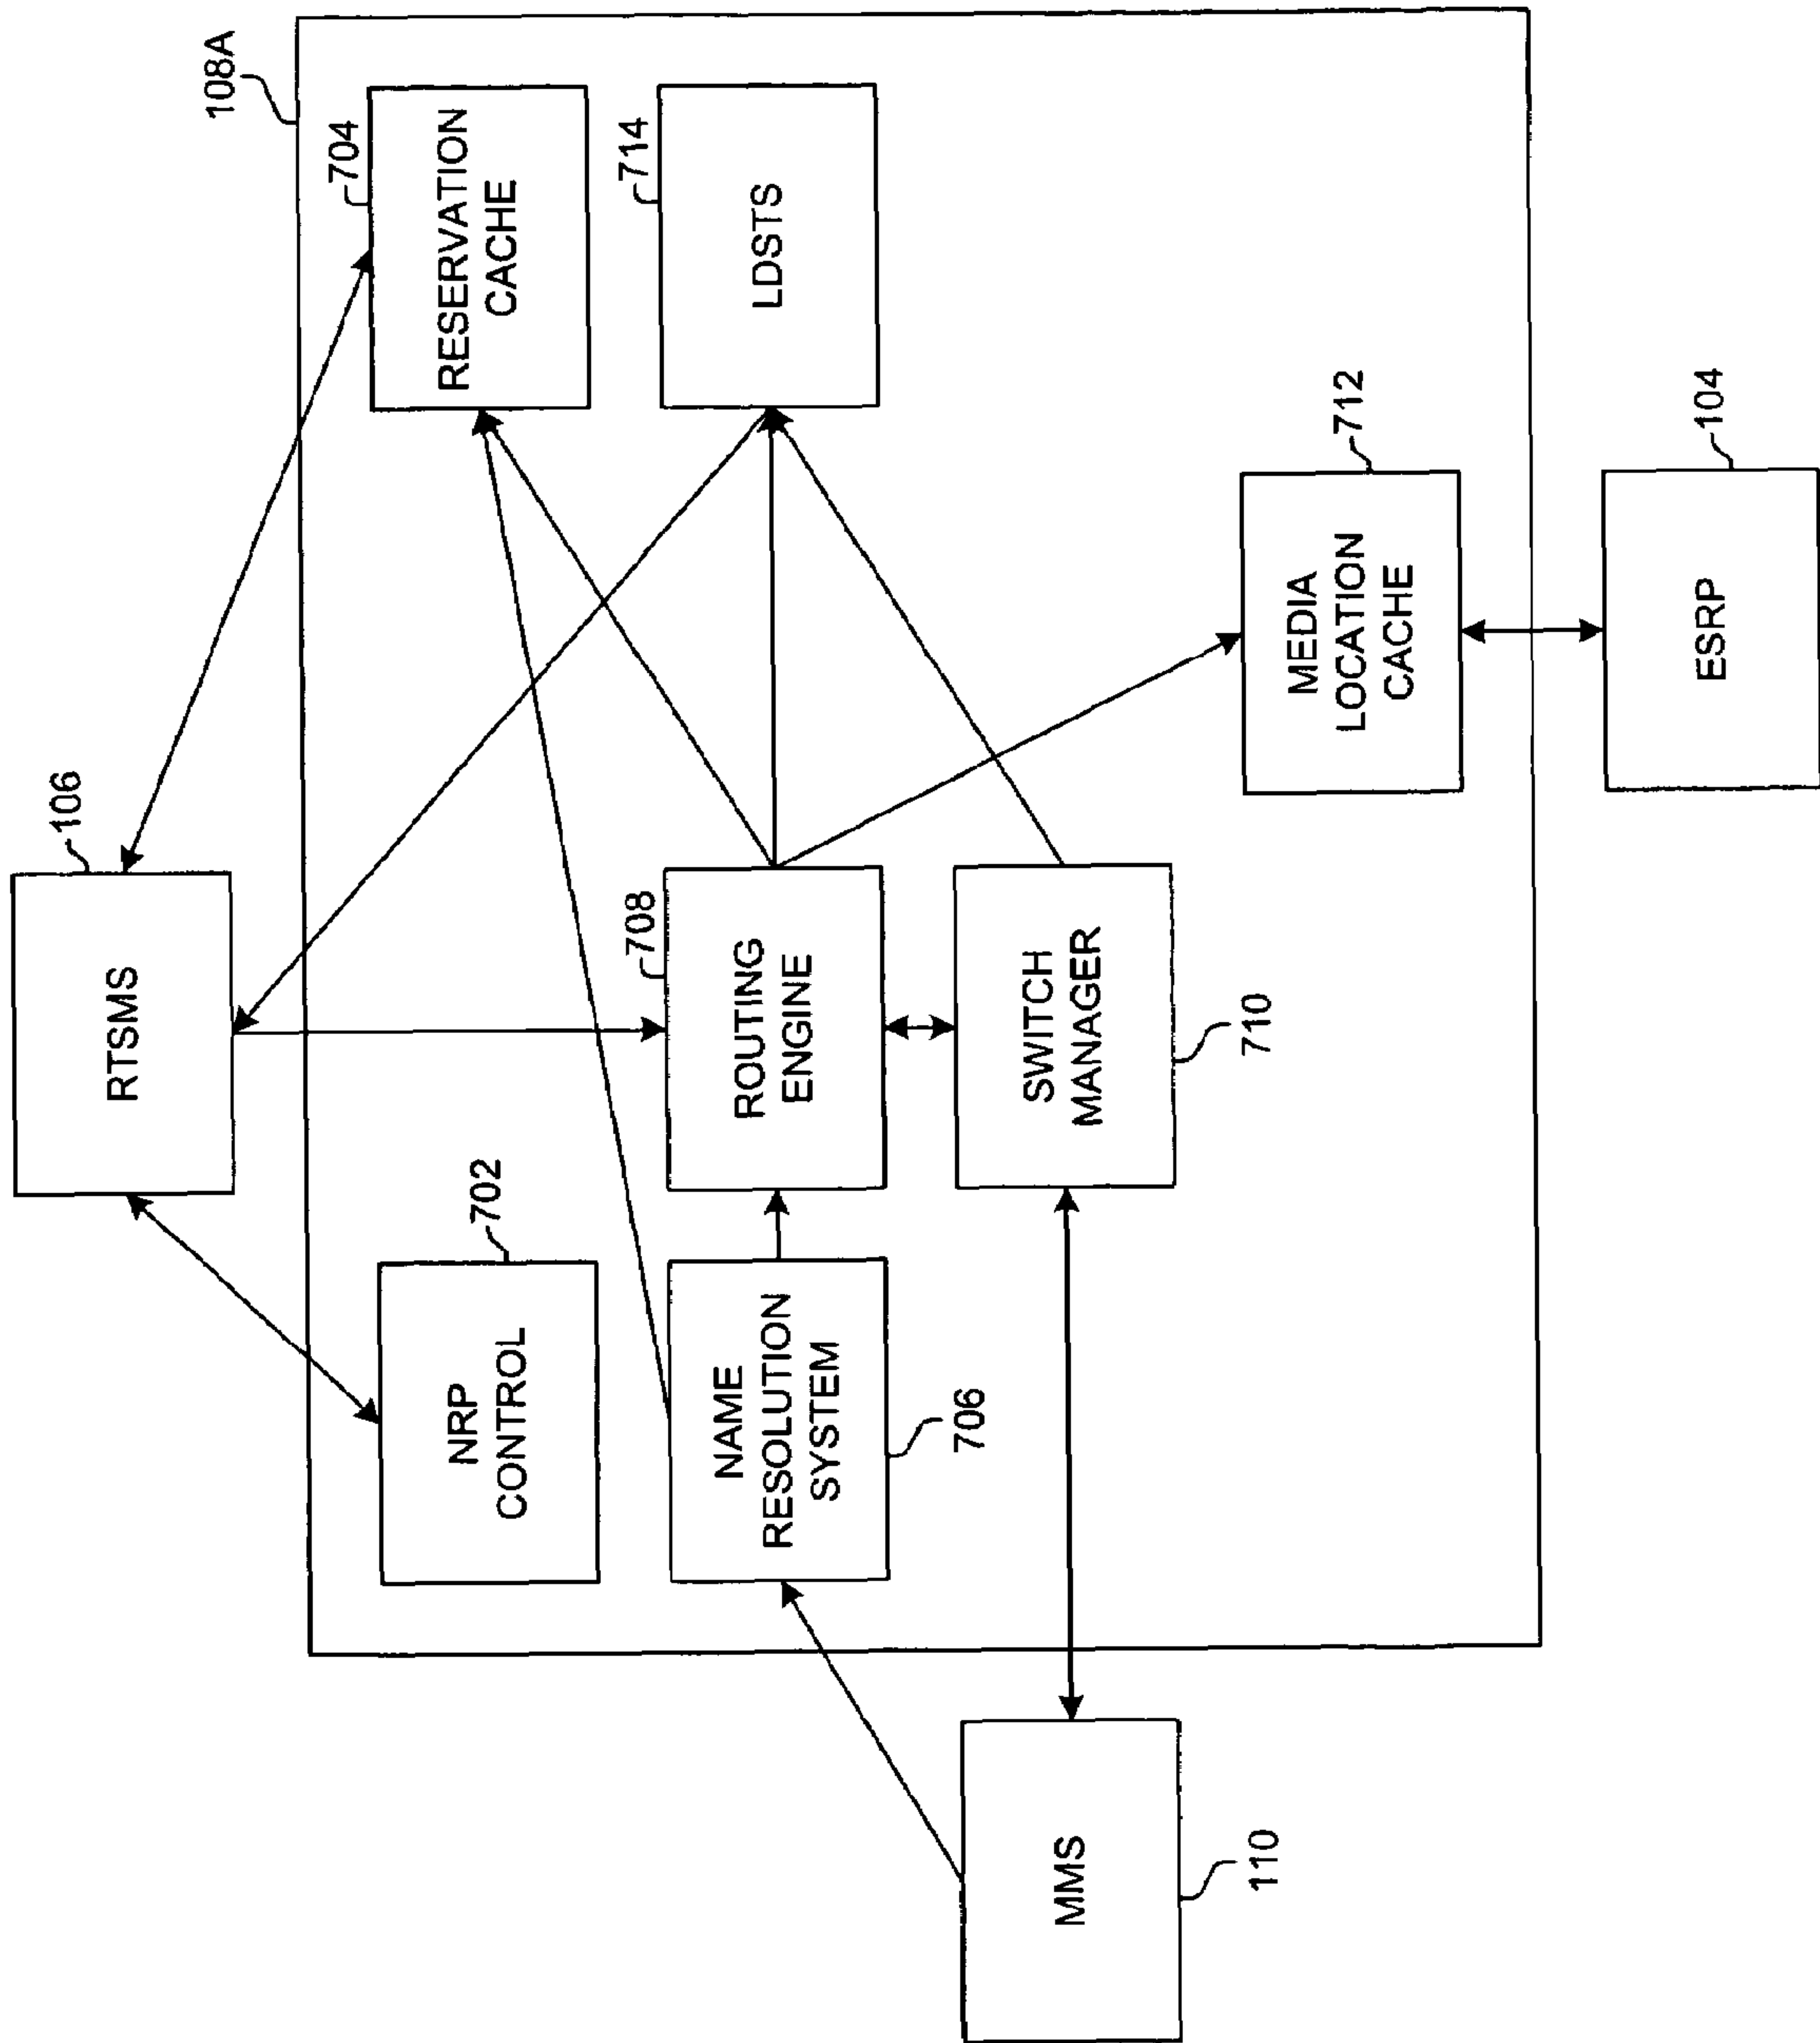 106
RTSMS
108A
702
NRP
CONTROL
704
RESERVATION
CACHE
NAME
RESOLUTION
SYSTEM
706
708
ROUTING
ENGINE
714
LDSTS
SWITCH
MANAGER
710
MMS
110
712
MEDIA
LOCATION
CACHE
104
ESRP